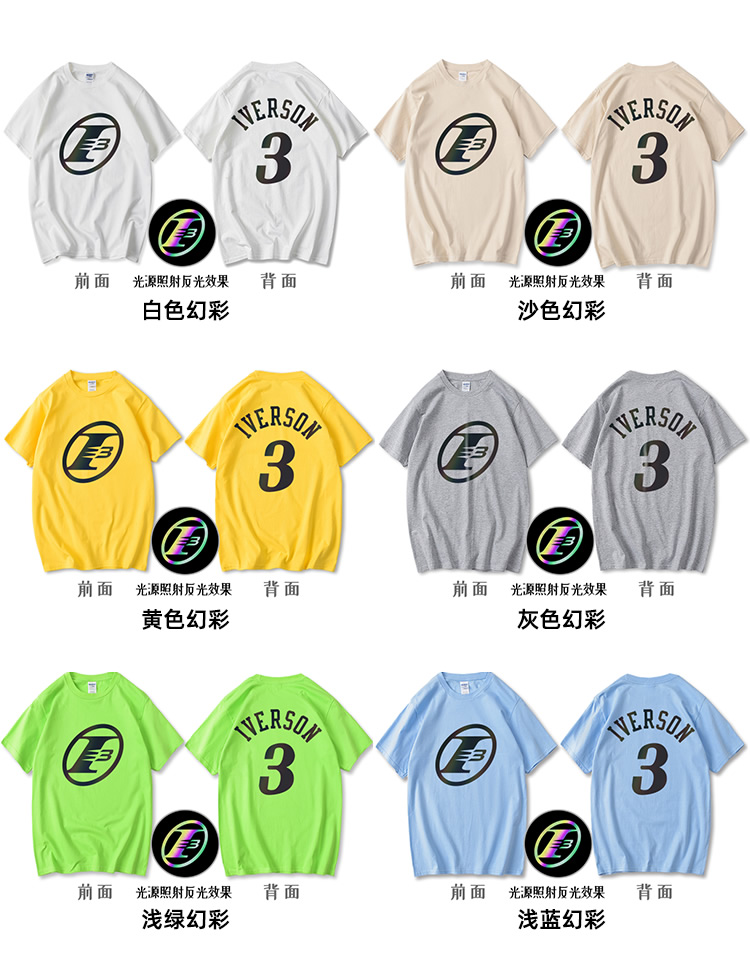 IVERSON
IVERSON
3
3
前面
光源照射反光效果
背面
前面
光源照射反光效果
背面
白色幻彩
沙色幻彩
IVERSON
IVERSON
3
3
前面
光源照射反光效果
背面
前面
光源照射反光效果
背面
黄色幻彩
灰色幻彩
IVERSON
IVERSON
3
3
前面
光源照射反光效果
背面
前面
光源照射反光效果
背面
浅绿幻彩
浅蓝幻彩